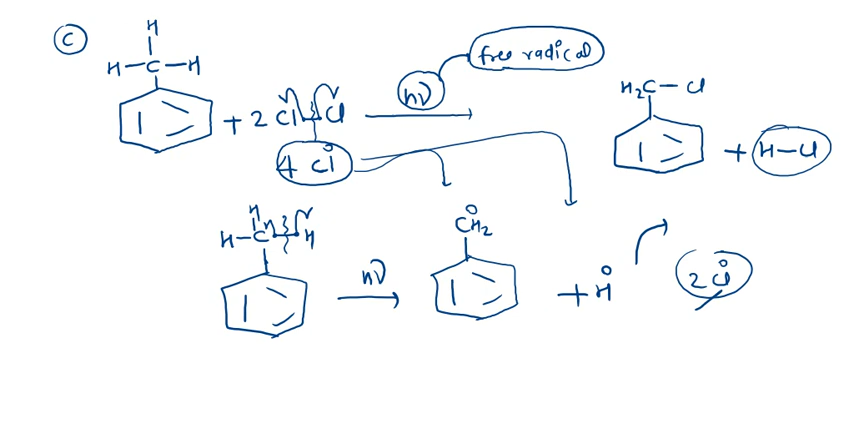 C
H
H-C-H
+ 2 Cl Cl
hν
free radical
4 Cl
H2C-Cl
+ H-Cl
H
H-C H
hν
CH2
+ H
2 Cl